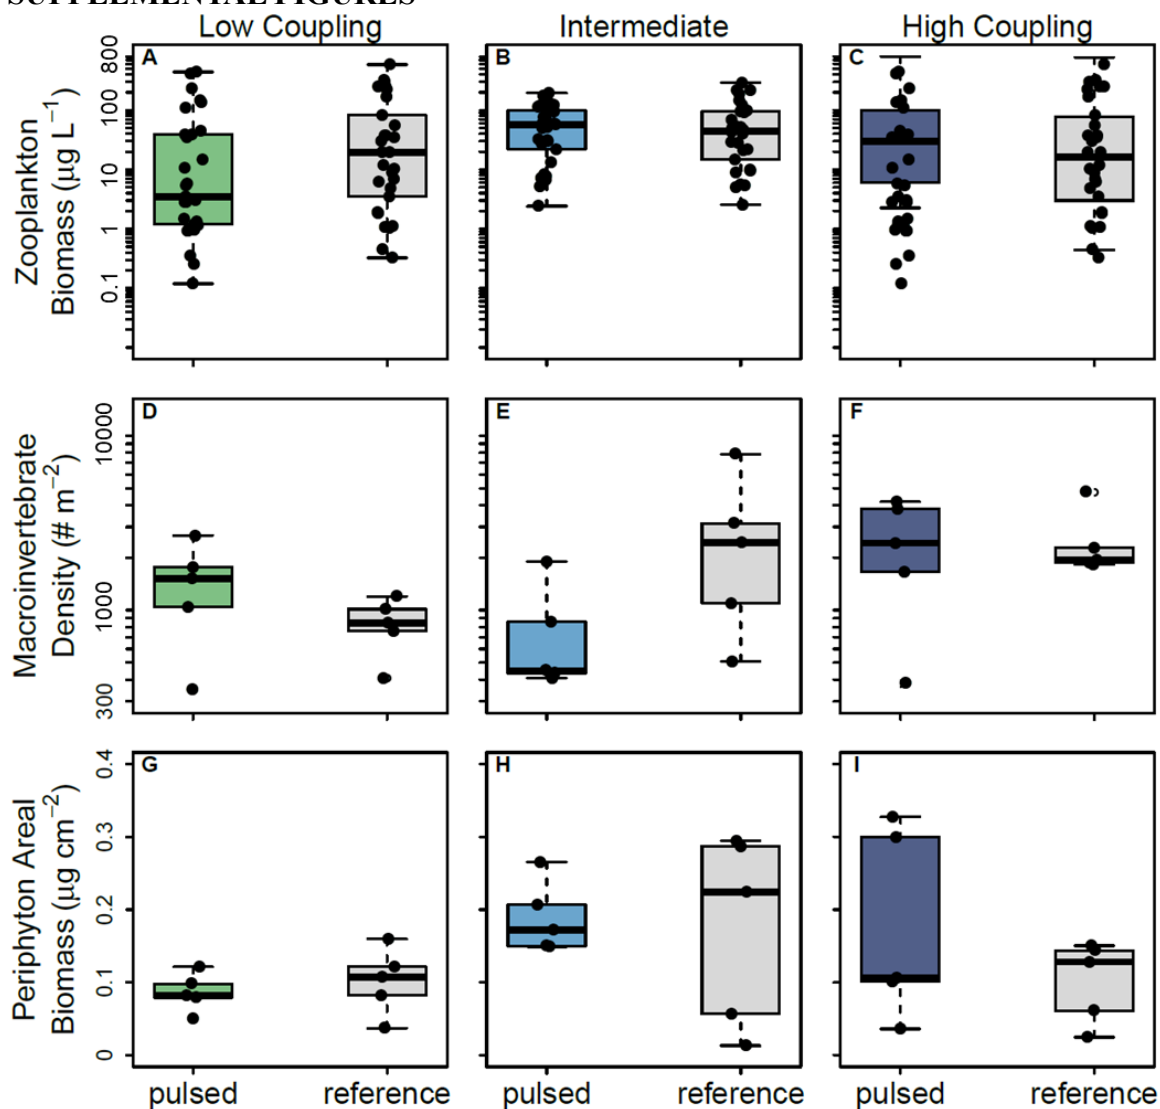 SUPPLEMENTAL FIGURES
Low Coupling
Intermediate
High Coupling
Zooplankton
Biomass (µg L⁻¹)
800
100
10
1
0.1
A
B
C
Macroinvertebrate
Density (# m⁻²)
10000
1000
300
D
E
F
Periphyton Areal
Biomass (µg cm⁻²)
0.4
0.3
0.2
0.1
0
G
H
I
pulsed
reference
pulsed
reference
pulsed
reference